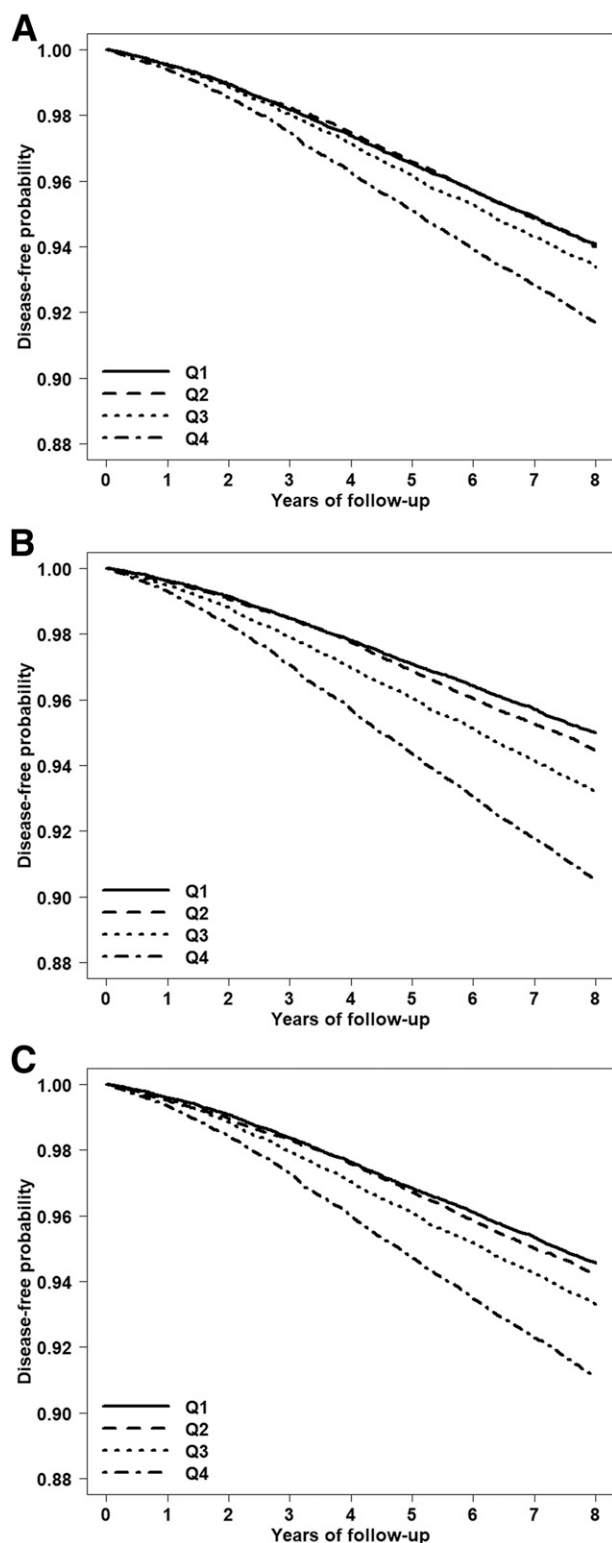 A
Disease-free probability
1.00
0.98
0.96
0.94
0.92
0.90
0.88
Q1
Q2
Q3
Q4
0 1 2 3 4 5 6 7 8
Years of follow-up
B
Disease-free probability
1.00
0.98
0.96
0.94
0.92
0.90
0.88
Q1
Q2
Q3
Q4
0 1 2 3 4 5 6 7 8
Years of follow-up
C
Disease-free probability
1.00
0.98
0.96
0.94
0.92
0.90
0.88
Q1
Q2
Q3
Q4
0 1 2 3 4 5 6 7 8
Years of follow-up